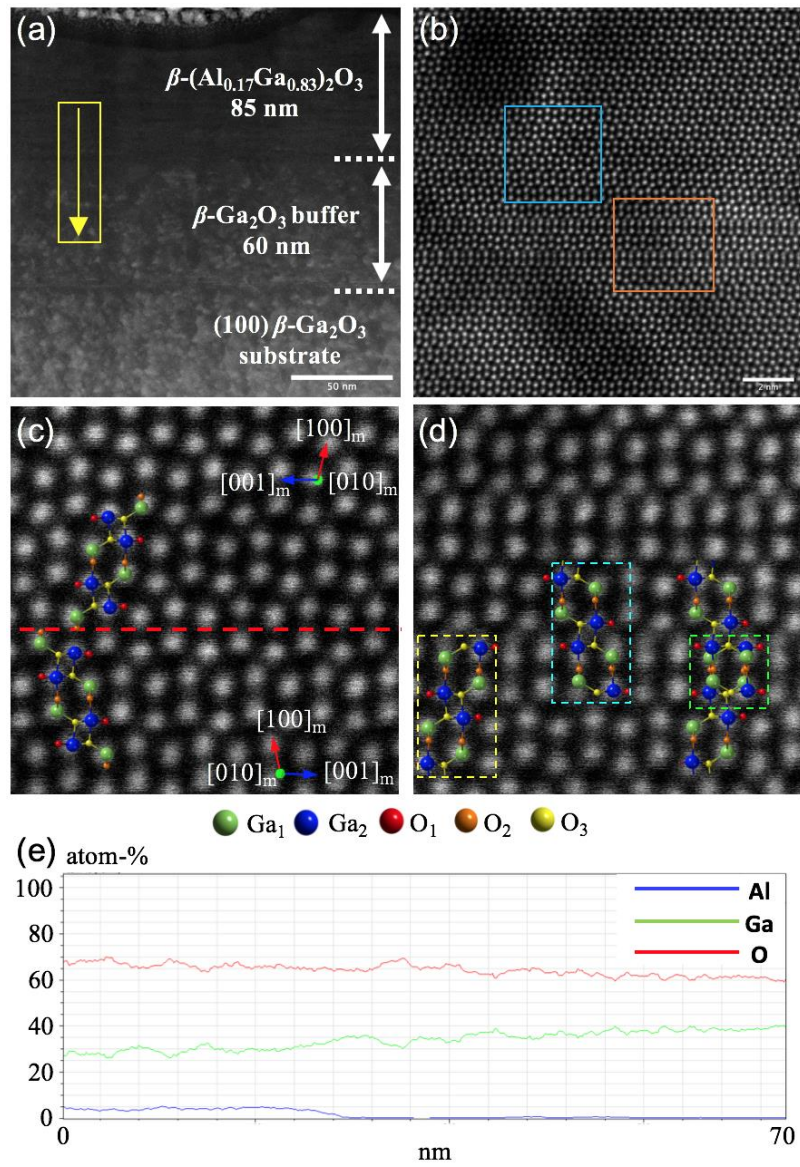 (a)
β-(Al₀.₁₇Ga₀.₈₃)₂O₃
85 nm
β-Ga₂O₃ buffer
60 nm
(100) β-Ga₂O₃
substrate
50 nm
(b)
2 nm
(c)
[100]ₘ
[001]ₘ
[010]ₘ
[100]ₘ
[010]ₘ
[001]ₘ
(d)
Ga₁ Ga₂ O₁ O₂ O₃
(e)
atom-%
100
80
60
40
20
0
Al
Ga
O
0
70
nm